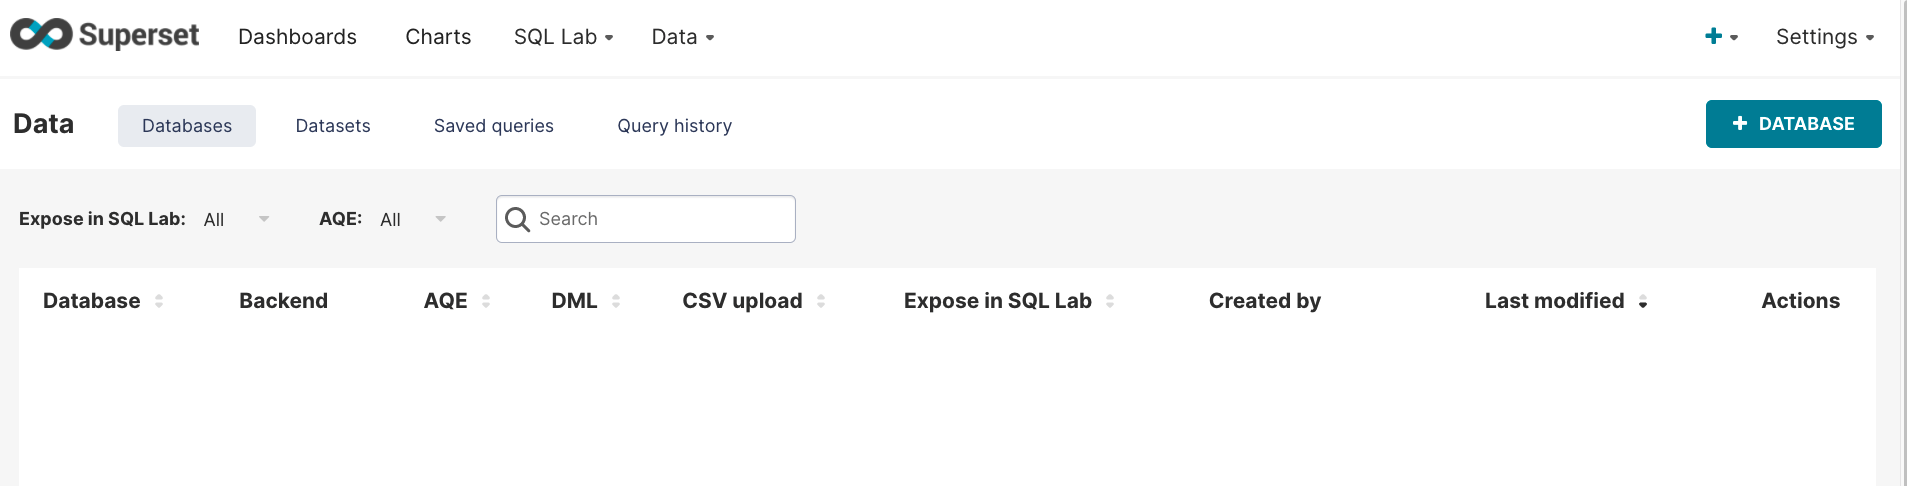 Superset Dashboards Charts SQL Lab Data Settings
Data Databases Datasets Saved queries Query history + DATABASE
Expose in SQL Lab: All AQE: All Search
Database Backend AQE DML CSV upload Expose in SQL Lab Created by Last modified Actions